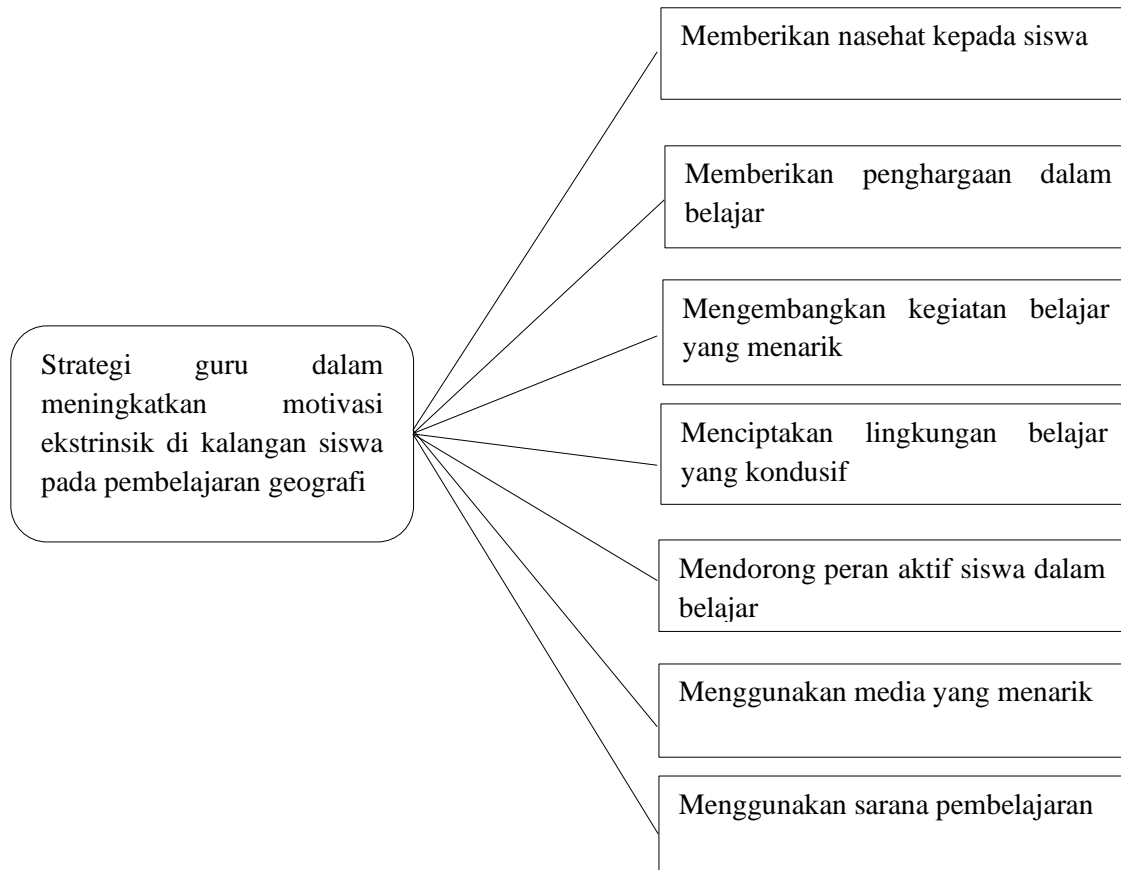 Memberikan nasehat kepada siswa
Memberikan penghargaan dalam
belajar
Mengembangkan kegiatan belajar
yang menarik
Strategi guru dalam
meningkatkan motivasi
ekstrinsik di kalangan siswa
pada pembelajaran geografi
Menciptakan lingkungan belajar
yang kondusif
Mendorong peran aktif siswa dalam
belajar
Menggunakan media yang menarik
Menggunakan sarana pembelajaran